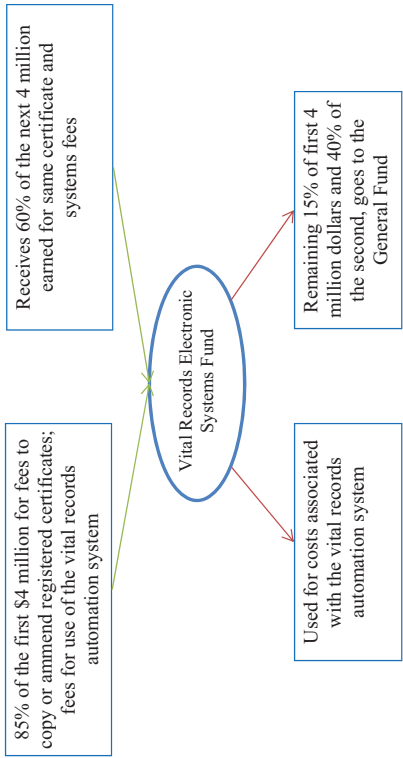 85% of the first $4 million for fees to
copy or ammend registered certificates;
fees for use of the vital records
automation system
Receives 60% of the next 4 million
earned for same certificate and
systems fees
Vital Records Electronic
Systems Fund
Used for costs associated
with the vital records
automation system
Remaining 15% of first 4
million dollars and 40% of
the second, goes to the
General Fund